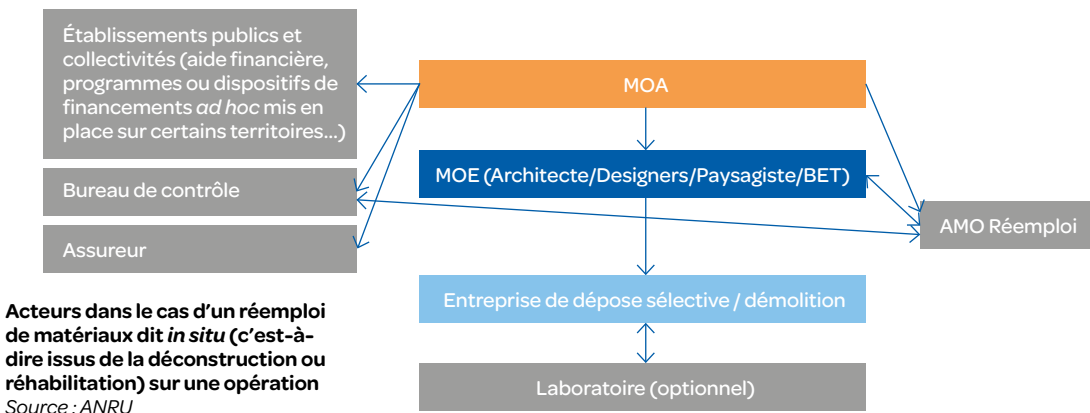 Établissements publics et
collectivités (aide financière,
programmes ou dispositifs de
financements ad hoc mis en
place sur certains territoires...)
Bureau de contrôle
Assureur
MOA
MOE (Architecte/Designers/Paysagiste/BET)
AMO Réemploi
Entreprise de dépose sélective / démolition
Laboratoire (optionnel)
Acteurs dans le cas d’un réemploi
de matériaux dit in situ (c’est-à-
dire issus de la déconstruction ou
réhabilitation) sur une opération
Source : ANRU